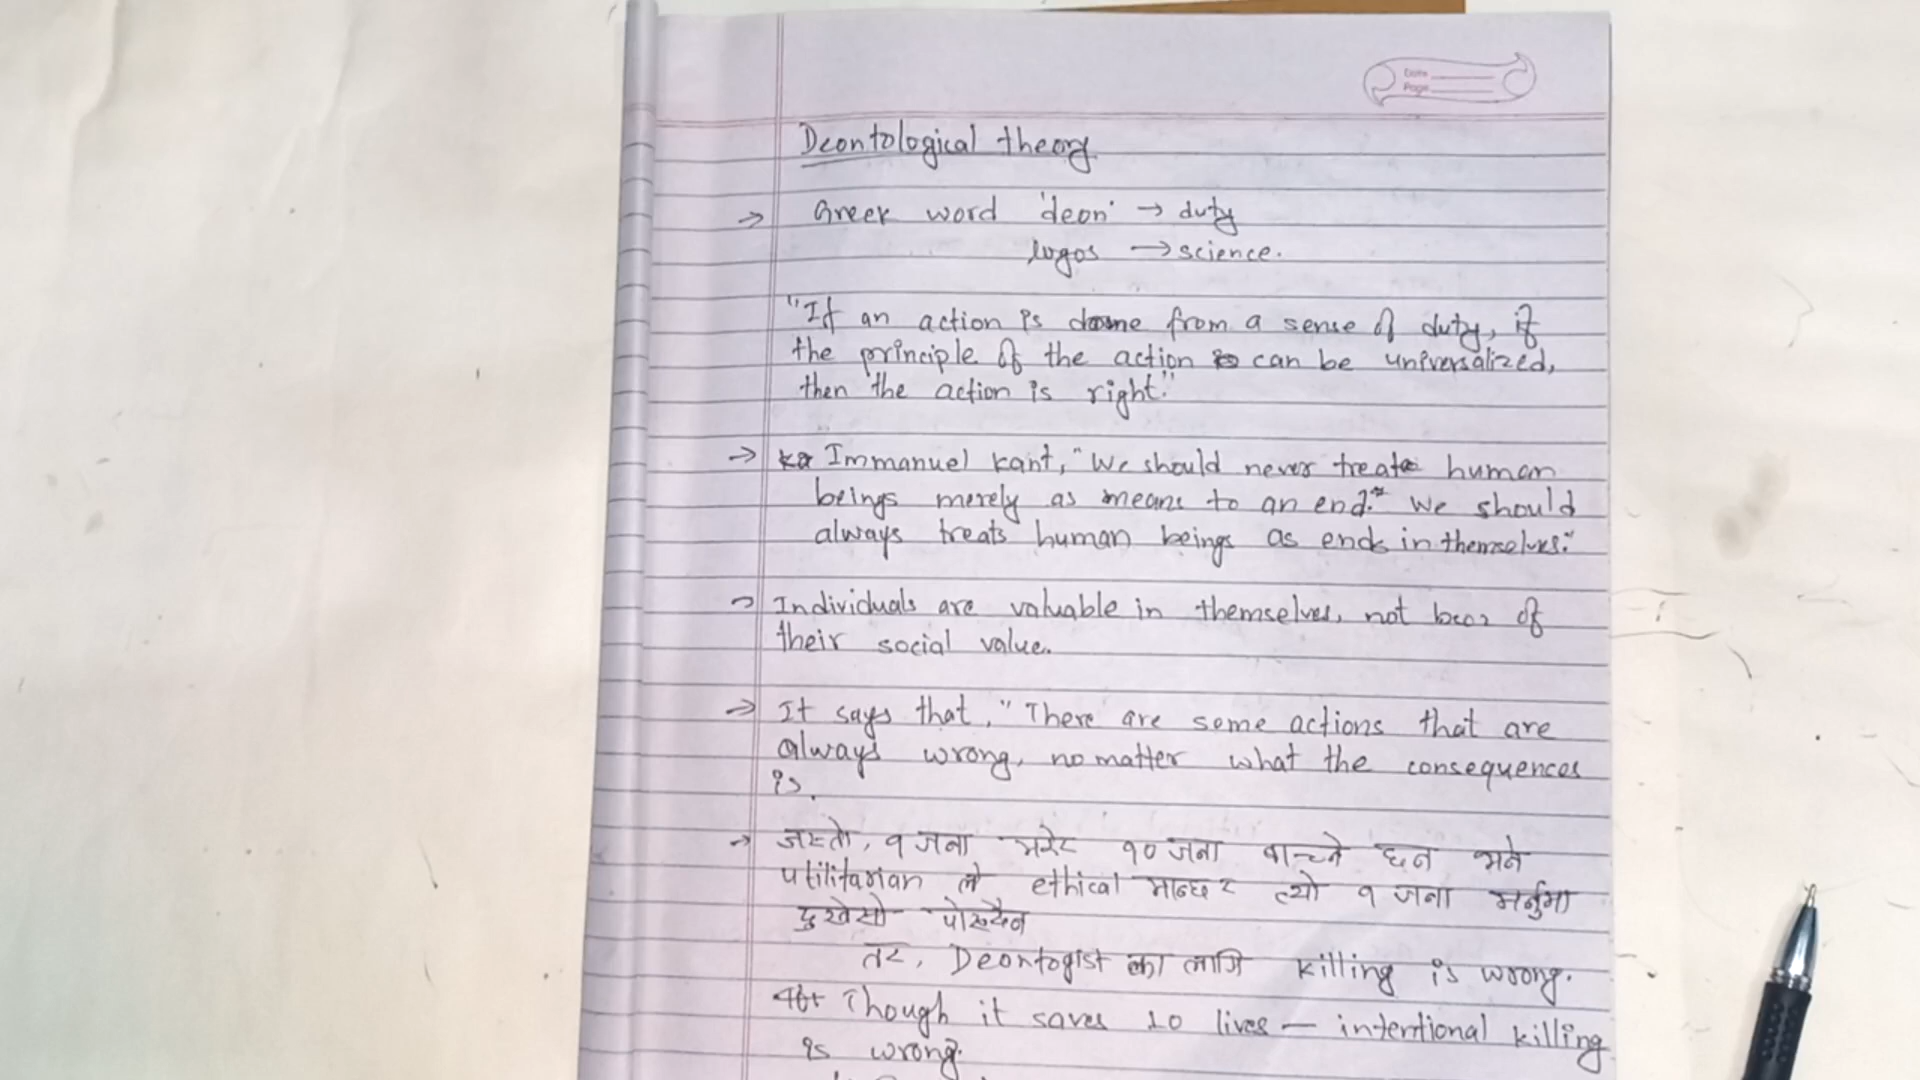 Date
Page
Deontological theory
→ Greek word 'deon' → duty
logos → science.
"If an action is done from a sense of duty, if
the principle of the action can be universalized,
then the action is right."
→ Immanuel kant, "We should never treat human
beings merely as means to an end." We should
always treats human beings as ends in themselves."
→ Individuals are valuable in themselves, not of
their social value.
→ It says that, "There are some actions that are
always wrong, no matter what the consequences
is.
→ जस्तो, १ जना मरेर १० जना बाच्ने छन भने
utilitarian ले ethical मान्छ र त्यो १ जना मर्नुमा
तर, Deontogist का लागि killing is wrong.
Though it saves 10 lives — intentional killing
is wrong.